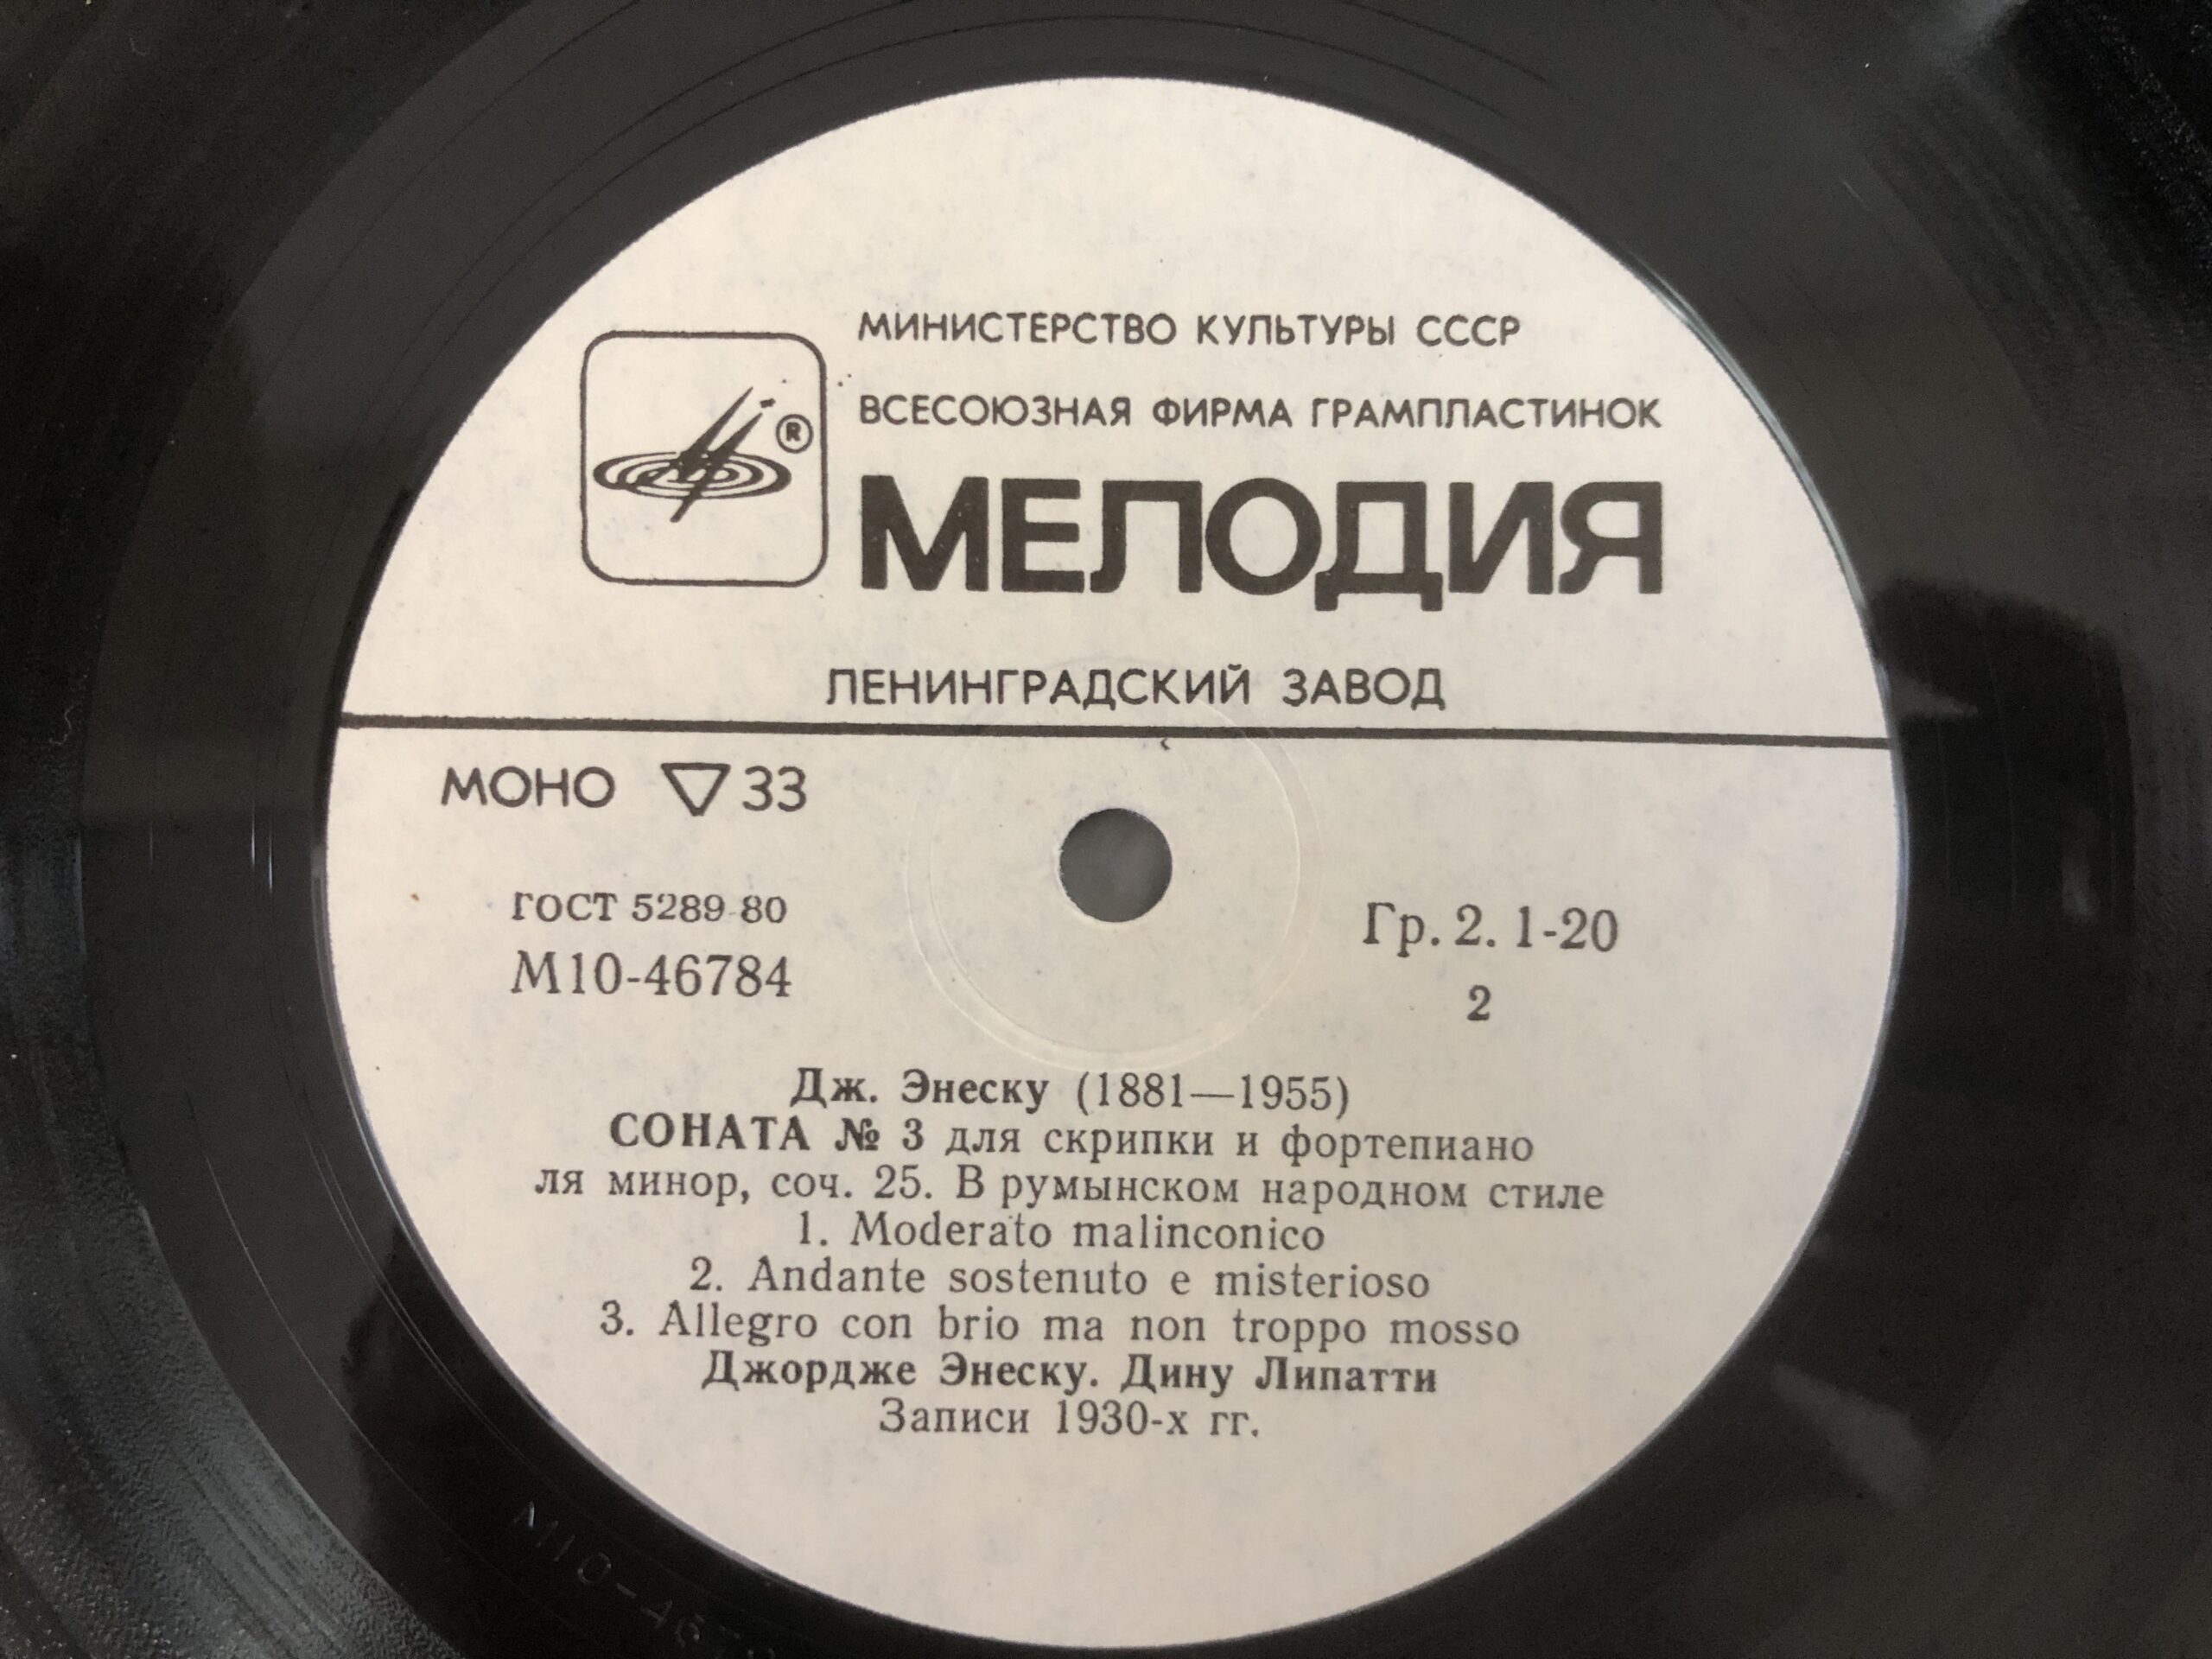 МИНИСТЕРСТВО КУЛЬТУРЫ СССР
ВСЕСОЮЗНАЯ ФИРМА ГРАМПЛАСТИНОК
®
МЕЛОДИЯ
ЛЕНИНГРАДСКИЙ ЗАВОД
МОНО ▽33
ГОСТ 5289-80
М10-46784
Гр. 2. 1-20
2
Дж. Энеску (1881—1955)
СОНАТА № 3 для скрипки и фортепиано
ля минор, соч. 25. В румынском народном стиле
1. Moderato malinconico
2. Andante sostenuto e misterioso
3. Allegro con brio ma non troppo mosso
Джордже Энеску. Дину Липатти
Записи 1930-х гг.